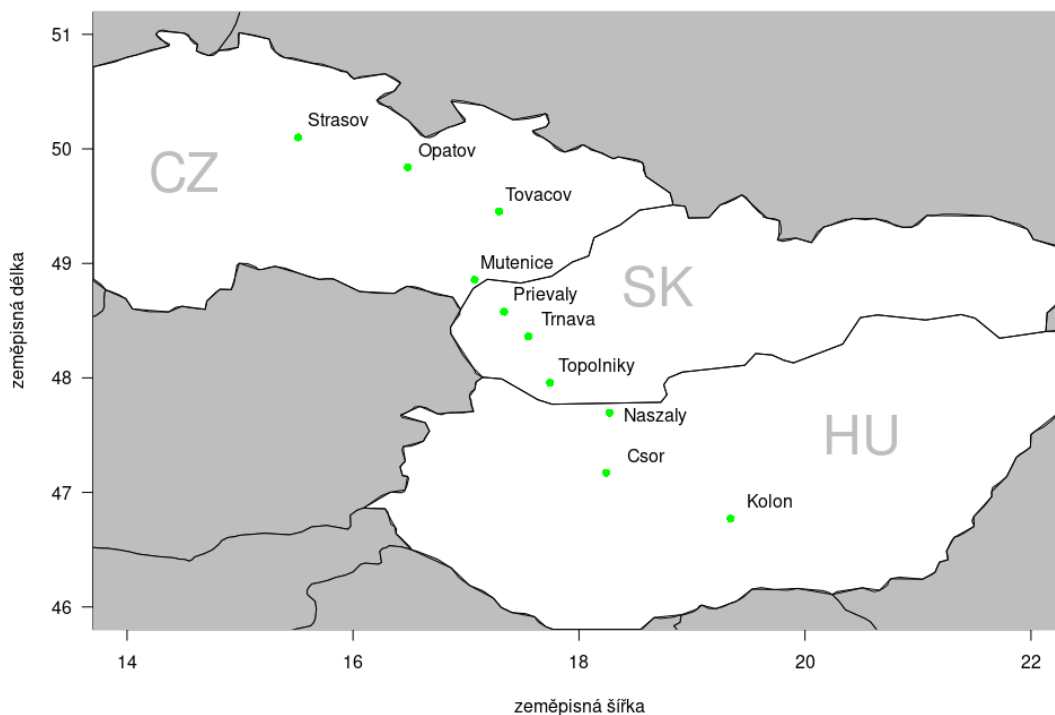 51
50
49
48
47
46
zeměpisná délka
Strasov
Opatov
CZ
Tovacov
Mutenice
SK
Prievaly
Trnava
Topolniky
Naszaly
HU
Csor
Kolon
14
16
18
20
22
zeměpisná šířka